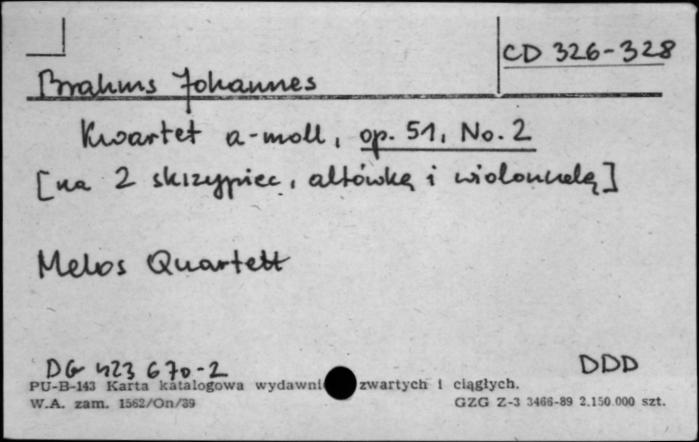 CD 326-328
Brahms Johannes
Kwartet a-moll, op. 51, No. 2
[na 2 skrzypiec, altówkę i wiolonczelę]
Melos Quartett
DG 423 670-2 DDD
PU-B-143 Karta katalogowa wydawni zwartych i ciągłych.
W.A. zam. 1562/On/89 GZG Z-3 3466-89 2.150.000 szt.